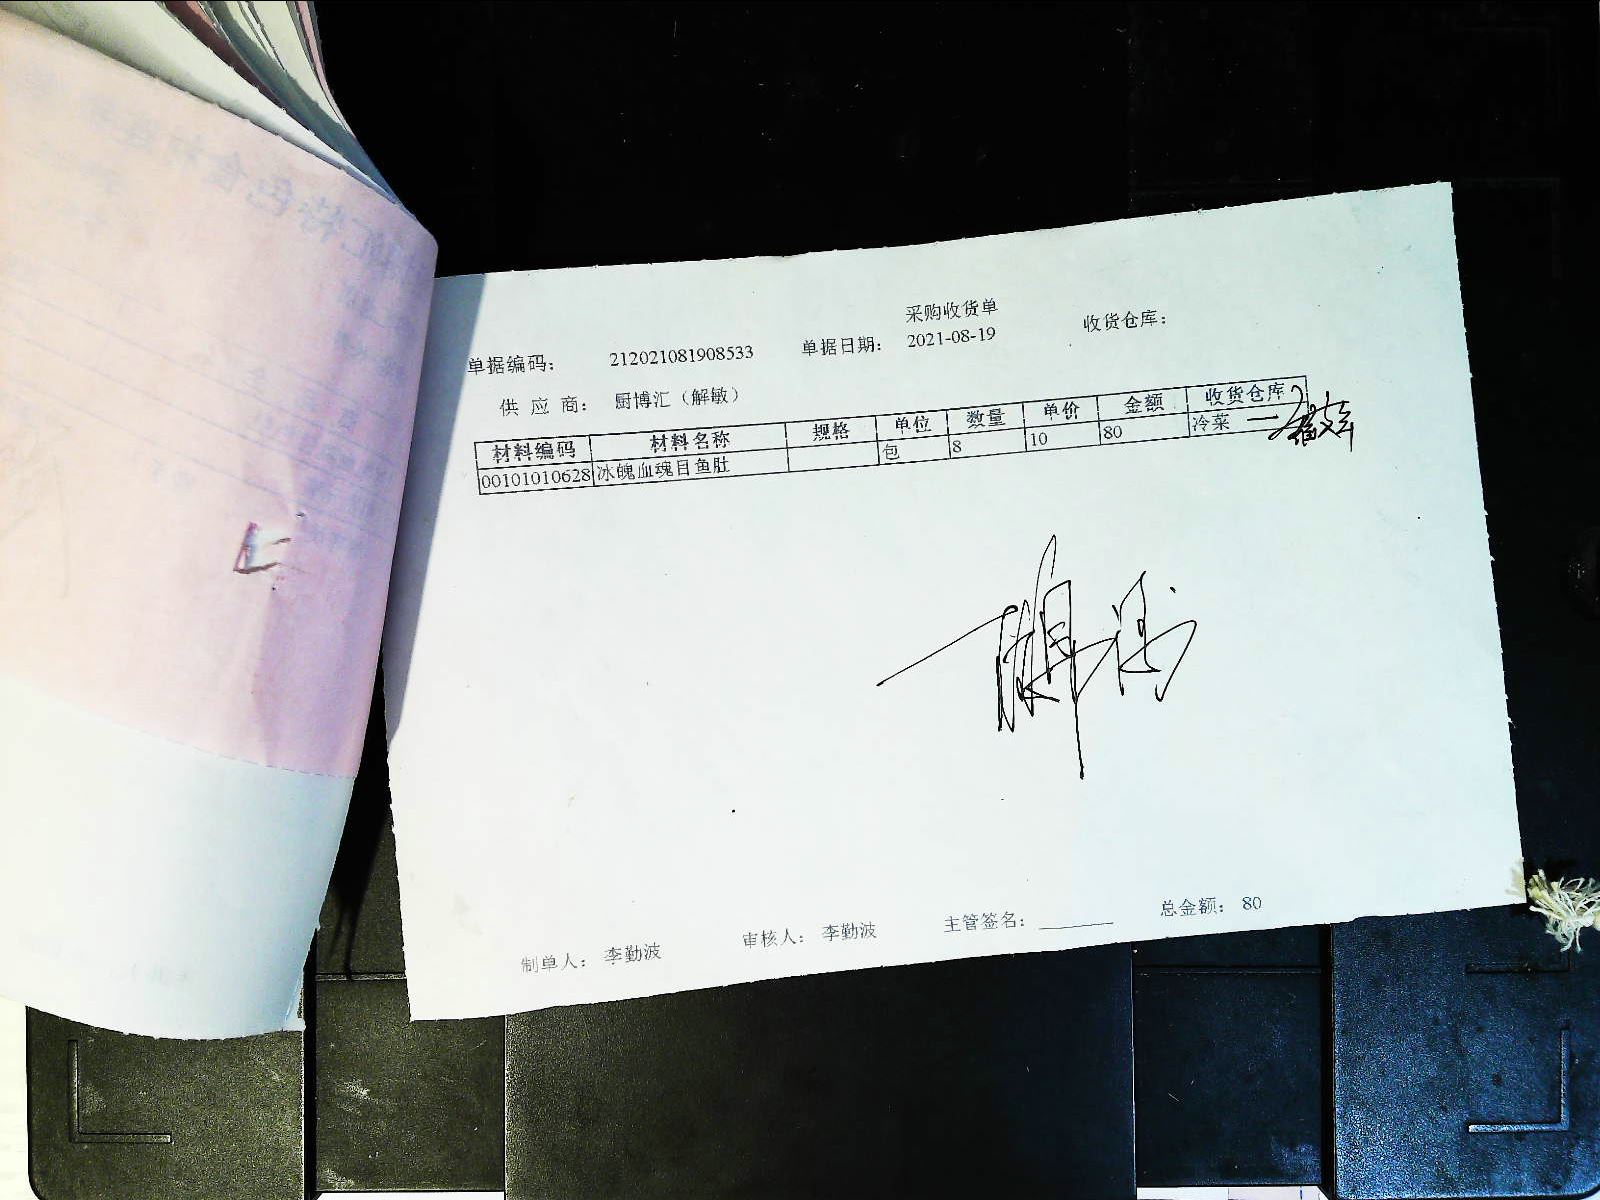 采购收货单
单据编码： 212021081908533 单据日期： 2021-08-19 收货仓库：
供 应 商： 厨博汇（解敏）
材料编码 材料名称 规格 单位 数量 单价 金额 收货仓库
00101010628 冰魄血魂目鱼肚 包 8 10 80 冷菜
制单人： 李勤波 审核人： 李勤波 主管签名： 总金额： 80